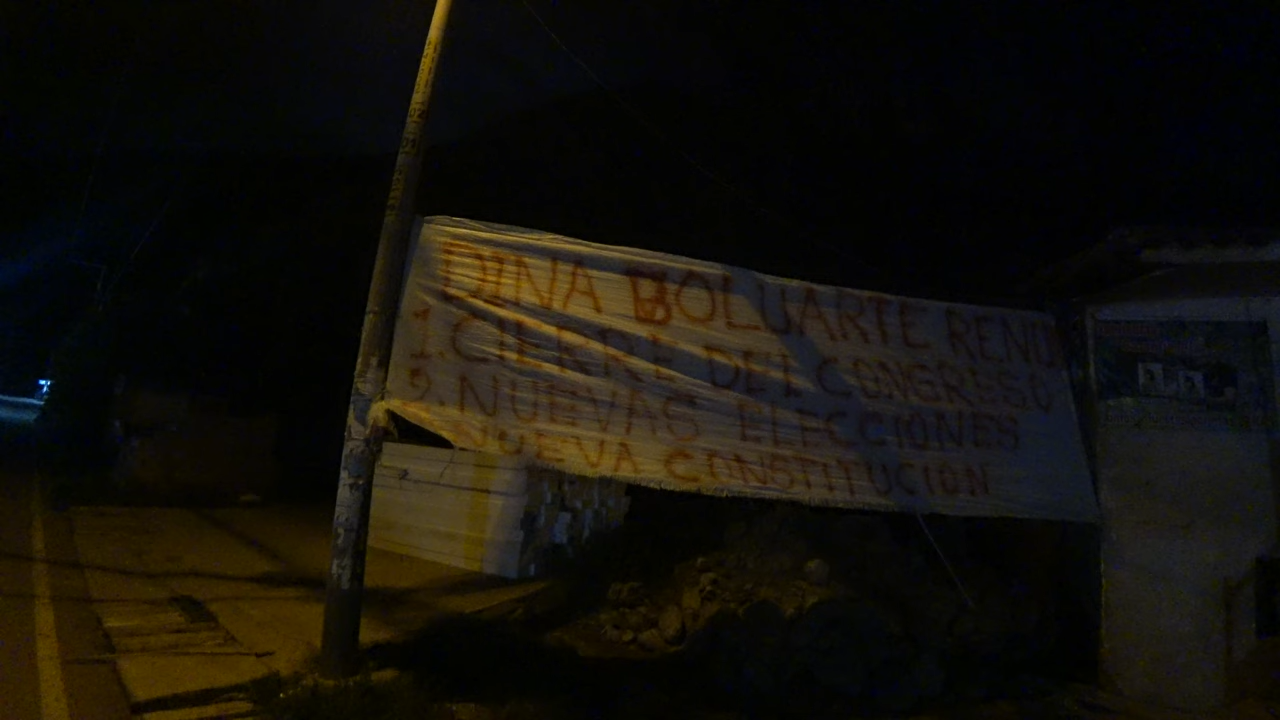 DINA BOLUARTE RENU
1. CIERRE DEL CONGRESO
2. NUEVAS ELECCIONES
NUEVA CONSTITUCIÓN